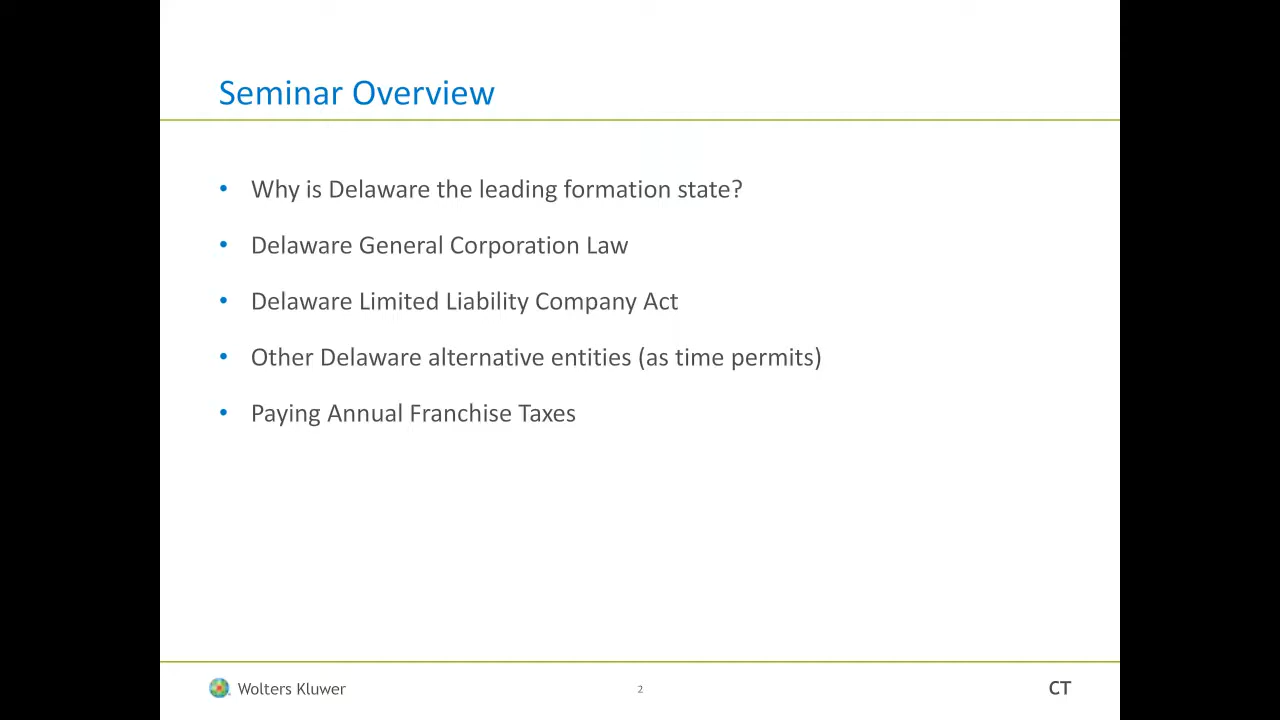 Seminar Overview
• Why is Delaware the leading formation state?
• Delaware General Corporation Law
• Delaware Limited Liability Company Act
• Other Delaware alternative entities (as time permits)
• Paying Annual Franchise Taxes
Wolters Kluwer
2
CT